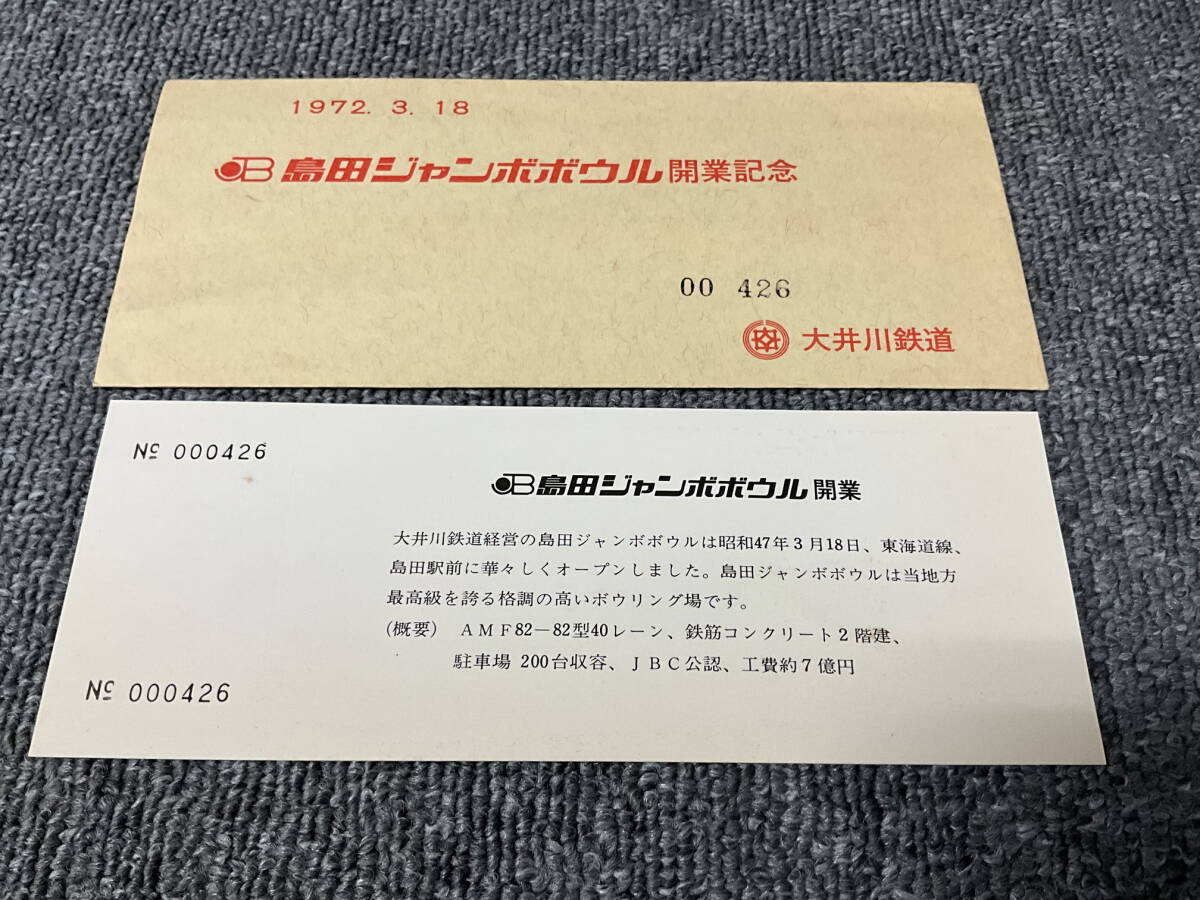 1972. 3. 18
JB 島田ジャンボボウル 開業記念
00 426
大井川鉄道
№ 000426
JB 島田ジャンボボウル 開業
大井川鉄道経営の島田ジャンボボウルは昭和47年3月18日、東海道線、
島田駅前に華々しくオープンしました。島田ジャンボボウルは当地方
最高級を誇る格調の高いボウリング場です。
(概要) AMF82−82型40レーン、鉄筋コンクリート2階建、
駐車場 200台収容、JBC公認、工費約7億円
№ 000426